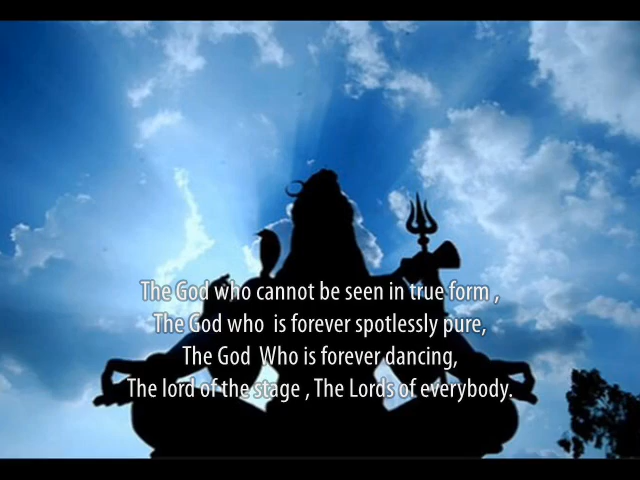 The God who cannot be seen in true form ,
The God who is forever spotlessly pure,
The God Who is forever dancing,
The lord of the stage , The Lords of everybody.